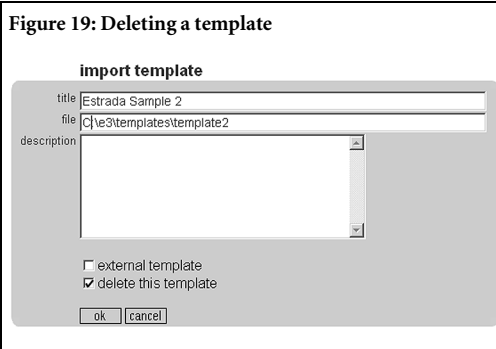 Figure 19: Deleting a template
import template
title Estrada Sample 2
file C:\e3\templates\template2
description
external template
delete this template
ok cancel